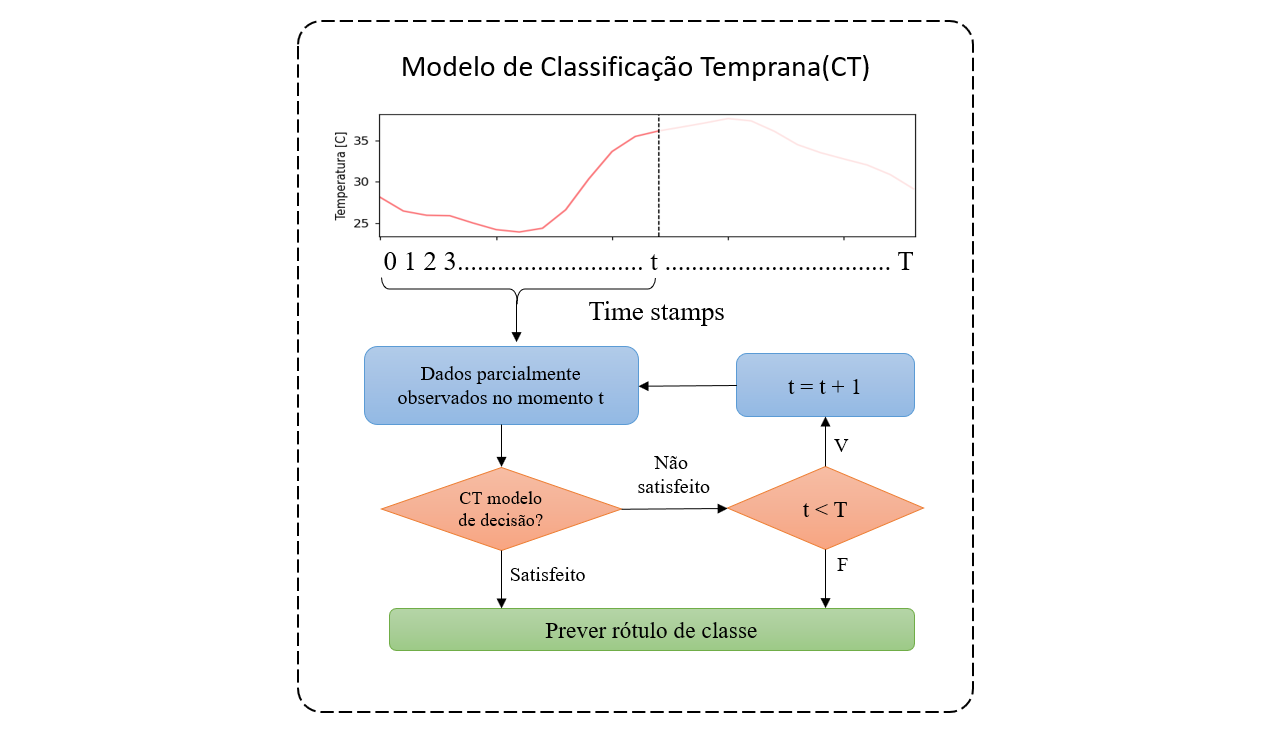 Modelo de Classificação Temprana(CT)
Temperatura [C]
35
30
25
0 1 2 3............................ t .................................. T
Time stamps
Dados parcialmente
observados no momento t
t = t + 1
V
Não
satisfeito
CT modelo
de decisão?
t < T
F
Satisfeito
Prever rótulo de classe